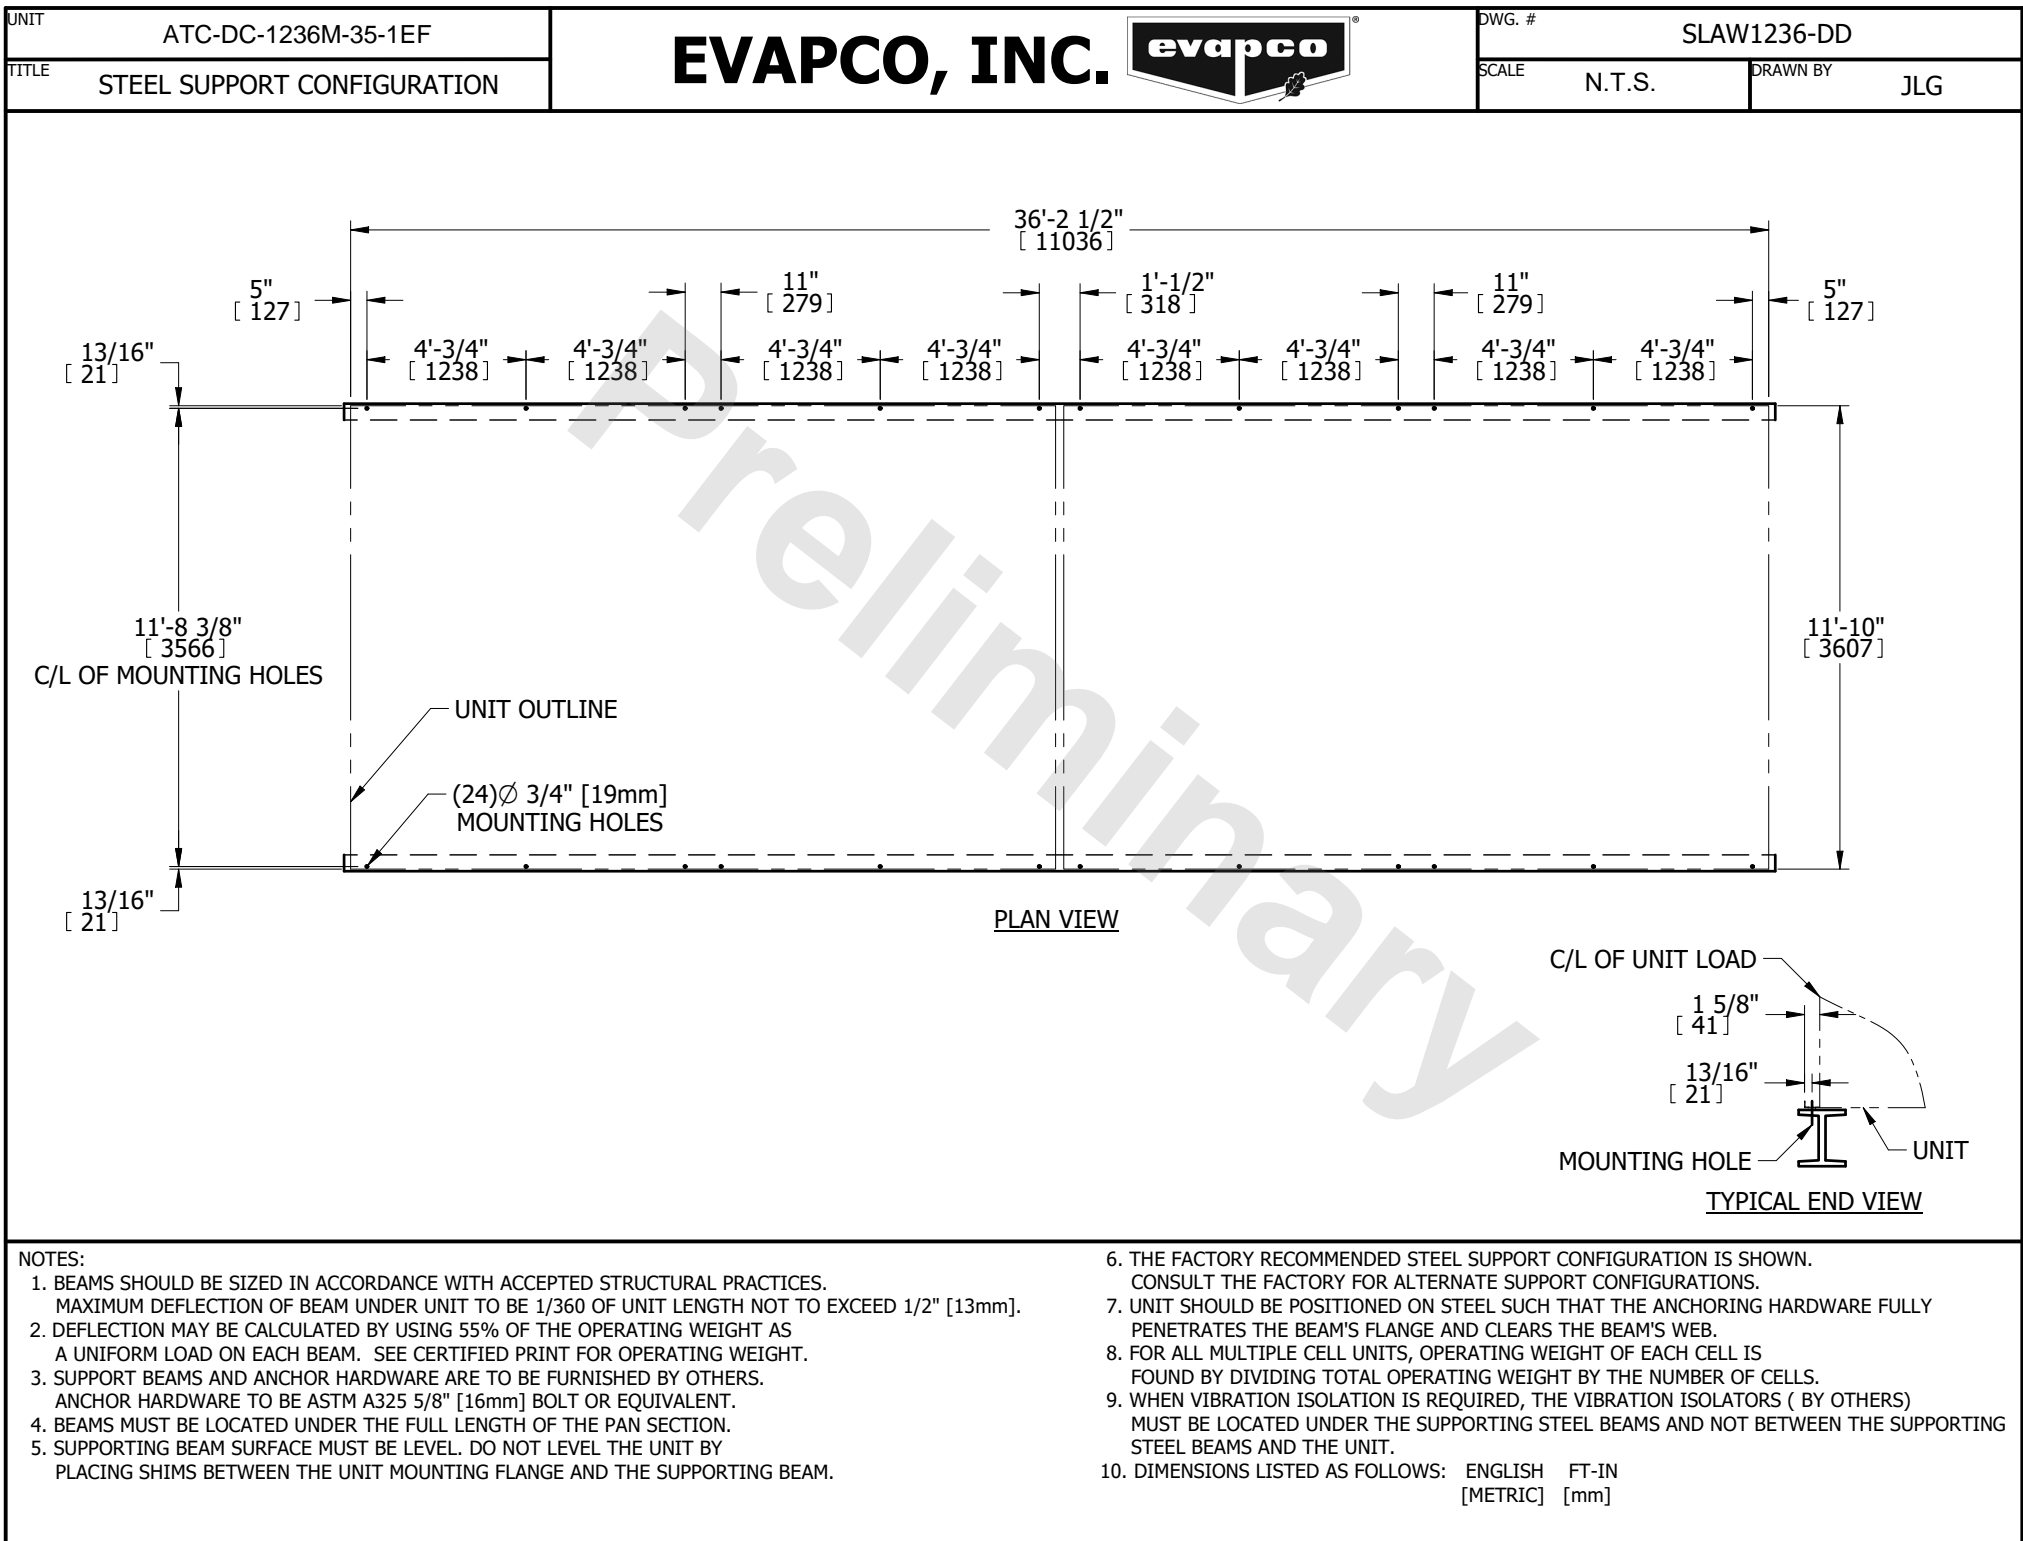 UNIT
ATC-DC-1236M-35-1EF
TITLE
STEEL SUPPORT CONFIGURATION
EVAPCO, INC.
evapco
®
DWG. #
SLAW1236-DD
SCALE
N.T.S.
DRAWN BY
JLG
36'-2 1/2"
[ 11036]
5"
[ 127]
11"
[ 279]
1'-1/2"
[ 318 ]
11"
[ 279]
5"
[ 127]
13/16"
[ 21]
4'-3/4"
[ 1238]
4'-3/4"
[ 1238]
4'-3/4"
[ 1238]
4'-3/4"
[ 1238]
4'-3/4"
[ 1238]
4'-3/4"
[ 1238]
4'-3/4"
[ 1238]
4'-3/4"
[ 1238]
11'-8 3/8"
[ 3566]
C/L OF MOUNTING HOLES
11'-10"
[ 3607]
UNIT OUTLINE
(24)∅ 3/4" [19mm]
MOUNTING HOLES
13/16"
[ 21]
PLAN VIEW
Preliminary
C/L OF UNIT LOAD
1 5/8"
[ 41]
13/16"
[ 21]
MOUNTING HOLE
UNIT
TYPICAL END VIEW
NOTES:
1. BEAMS SHOULD BE SIZED IN ACCORDANCE WITH ACCEPTED STRUCTURAL PRACTICES.
MAXIMUM DEFLECTION OF BEAM UNDER UNIT TO BE 1/360 OF UNIT LENGTH NOT TO EXCEED 1/2" [13mm].
2. DEFLECTION MAY BE CALCULATED BY USING 55% OF THE OPERATING WEIGHT AS
A UNIFORM LOAD ON EACH BEAM. SEE CERTIFIED PRINT FOR OPERATING WEIGHT.
3. SUPPORT BEAMS AND ANCHOR HARDWARE ARE TO BE FURNISHED BY OTHERS.
ANCHOR HARDWARE TO BE ASTM A325 5/8" [16mm] BOLT OR EQUIVALENT.
4. BEAMS MUST BE LOCATED UNDER THE FULL LENGTH OF THE PAN SECTION.
5. SUPPORTING BEAM SURFACE MUST BE LEVEL. DO NOT LEVEL THE UNIT BY
PLACING SHIMS BETWEEN THE UNIT MOUNTING FLANGE AND THE SUPPORTING BEAM.
6. THE FACTORY RECOMMENDED STEEL SUPPORT CONFIGURATION IS SHOWN.
CONSULT THE FACTORY FOR ALTERNATE SUPPORT CONFIGURATIONS.
7. UNIT SHOULD BE POSITIONED ON STEEL SUCH THAT THE ANCHORING HARDWARE FULLY
PENETRATES THE BEAM'S FLANGE AND CLEARS THE BEAM'S WEB.
8. FOR ALL MULTIPLE CELL UNITS, OPERATING WEIGHT OF EACH CELL IS
FOUND BY DIVIDING TOTAL OPERATING WEIGHT BY THE NUMBER OF CELLS.
9. WHEN VIBRATION ISOLATION IS REQUIRED, THE VIBRATION ISOLATORS ( BY OTHERS)
MUST BE LOCATED UNDER THE SUPPORTING STEEL BEAMS AND NOT BETWEEN THE SUPPORTING
STEEL BEAMS AND THE UNIT.
10. DIMENSIONS LISTED AS FOLLOWS: ENGLISH FT-IN
[METRIC] [mm]